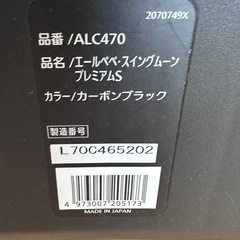 2070749X
品番/ALC470
品名/エールベベ・スイングムーン
プレミアムS
カラー/カーボンブラック
製造番号
L70C465202
4 973007 205173
MADE IN JAPAN